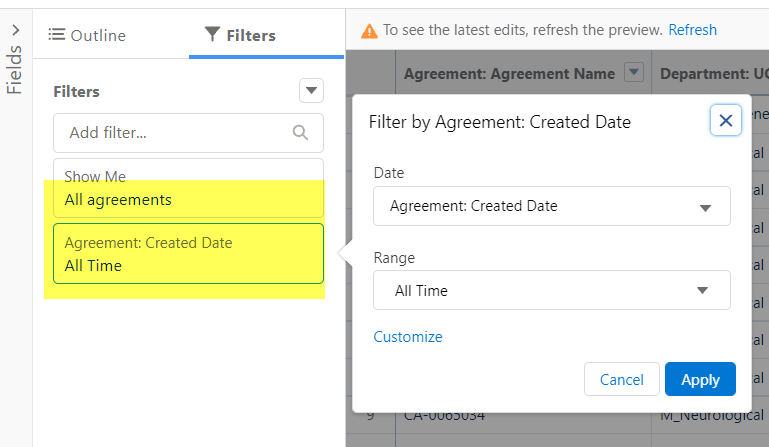 Fields
Outline
Filters
To see the latest edits, refresh the preview. Refresh
Filters
Add filter...
Show Me
All agreements
Agreement: Created Date
All Time
Agreement: Agreement Name
Department: UC
Filter by Agreement: Created Date
Date
Agreement: Created Date
Range
All Time
Customize
Cancel
Apply
9 CA-0065034 M_Neurological